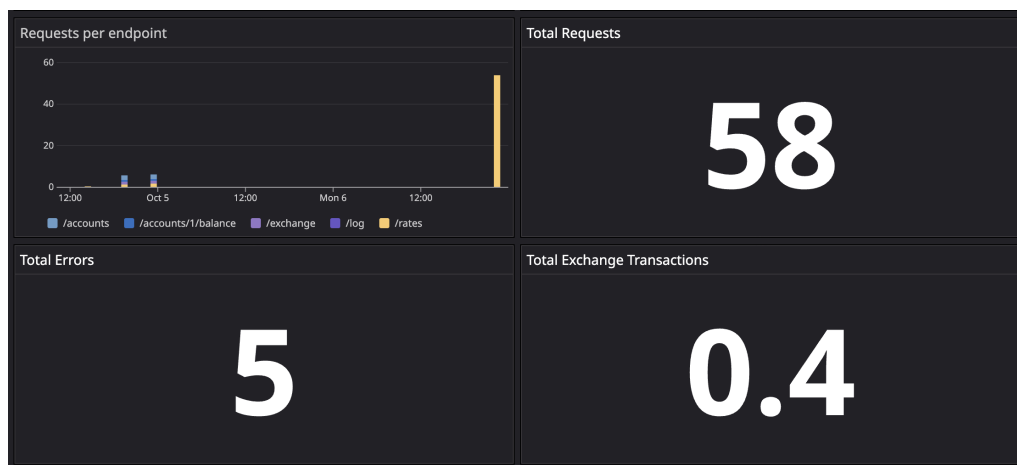 Requests per endpoint
60
40
20
0
12:00 Oct 5 12:00 Mon 6 12:00
/accounts /accounts/1/balance /exchange /log /rates
Total Requests
58
Total Errors
5
Total Exchange Transactions
0.4